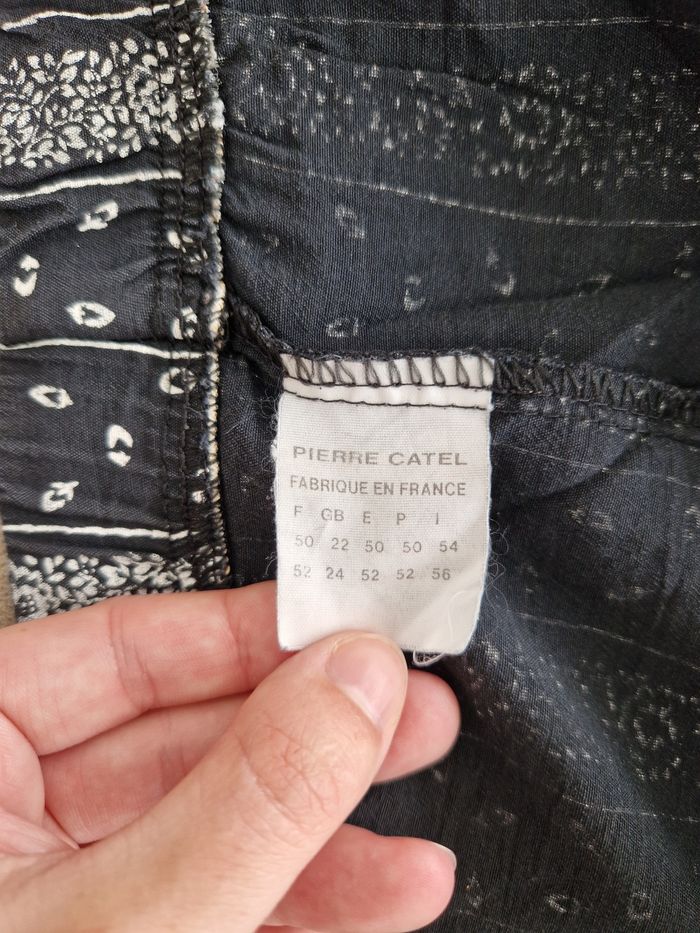 PIERRE CATEL
FABRIQUE EN FRANCE
F GB E P I
50 22 50 50 54
52 24 52 52 56